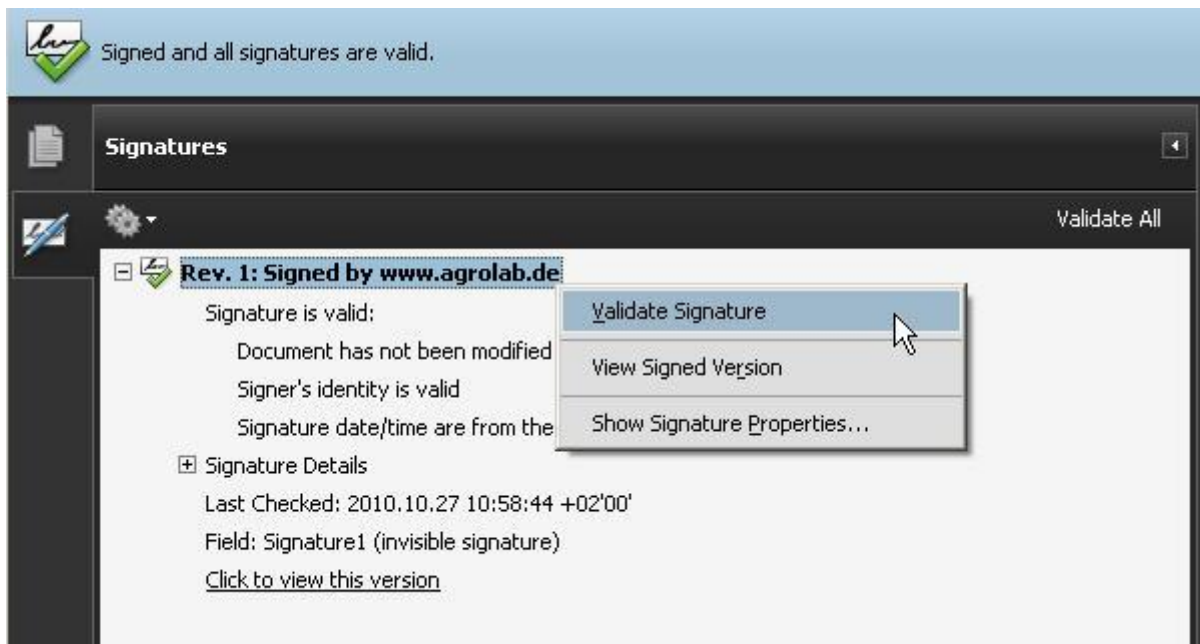 Signed and all signatures are valid.
Signatures
Validate All
Rev. 1: Signed by www.agrolab.de
Signature is valid:
Document has not been modified
Signer's identity is valid
Signature date/time are from the
Signature Details
Last Checked: 2010.10.27 10:58:44 +02'00'
Field: Signature1 (invisible signature)
Click to view this version
Validate Signature
View Signed Version
Show Signature Properties...